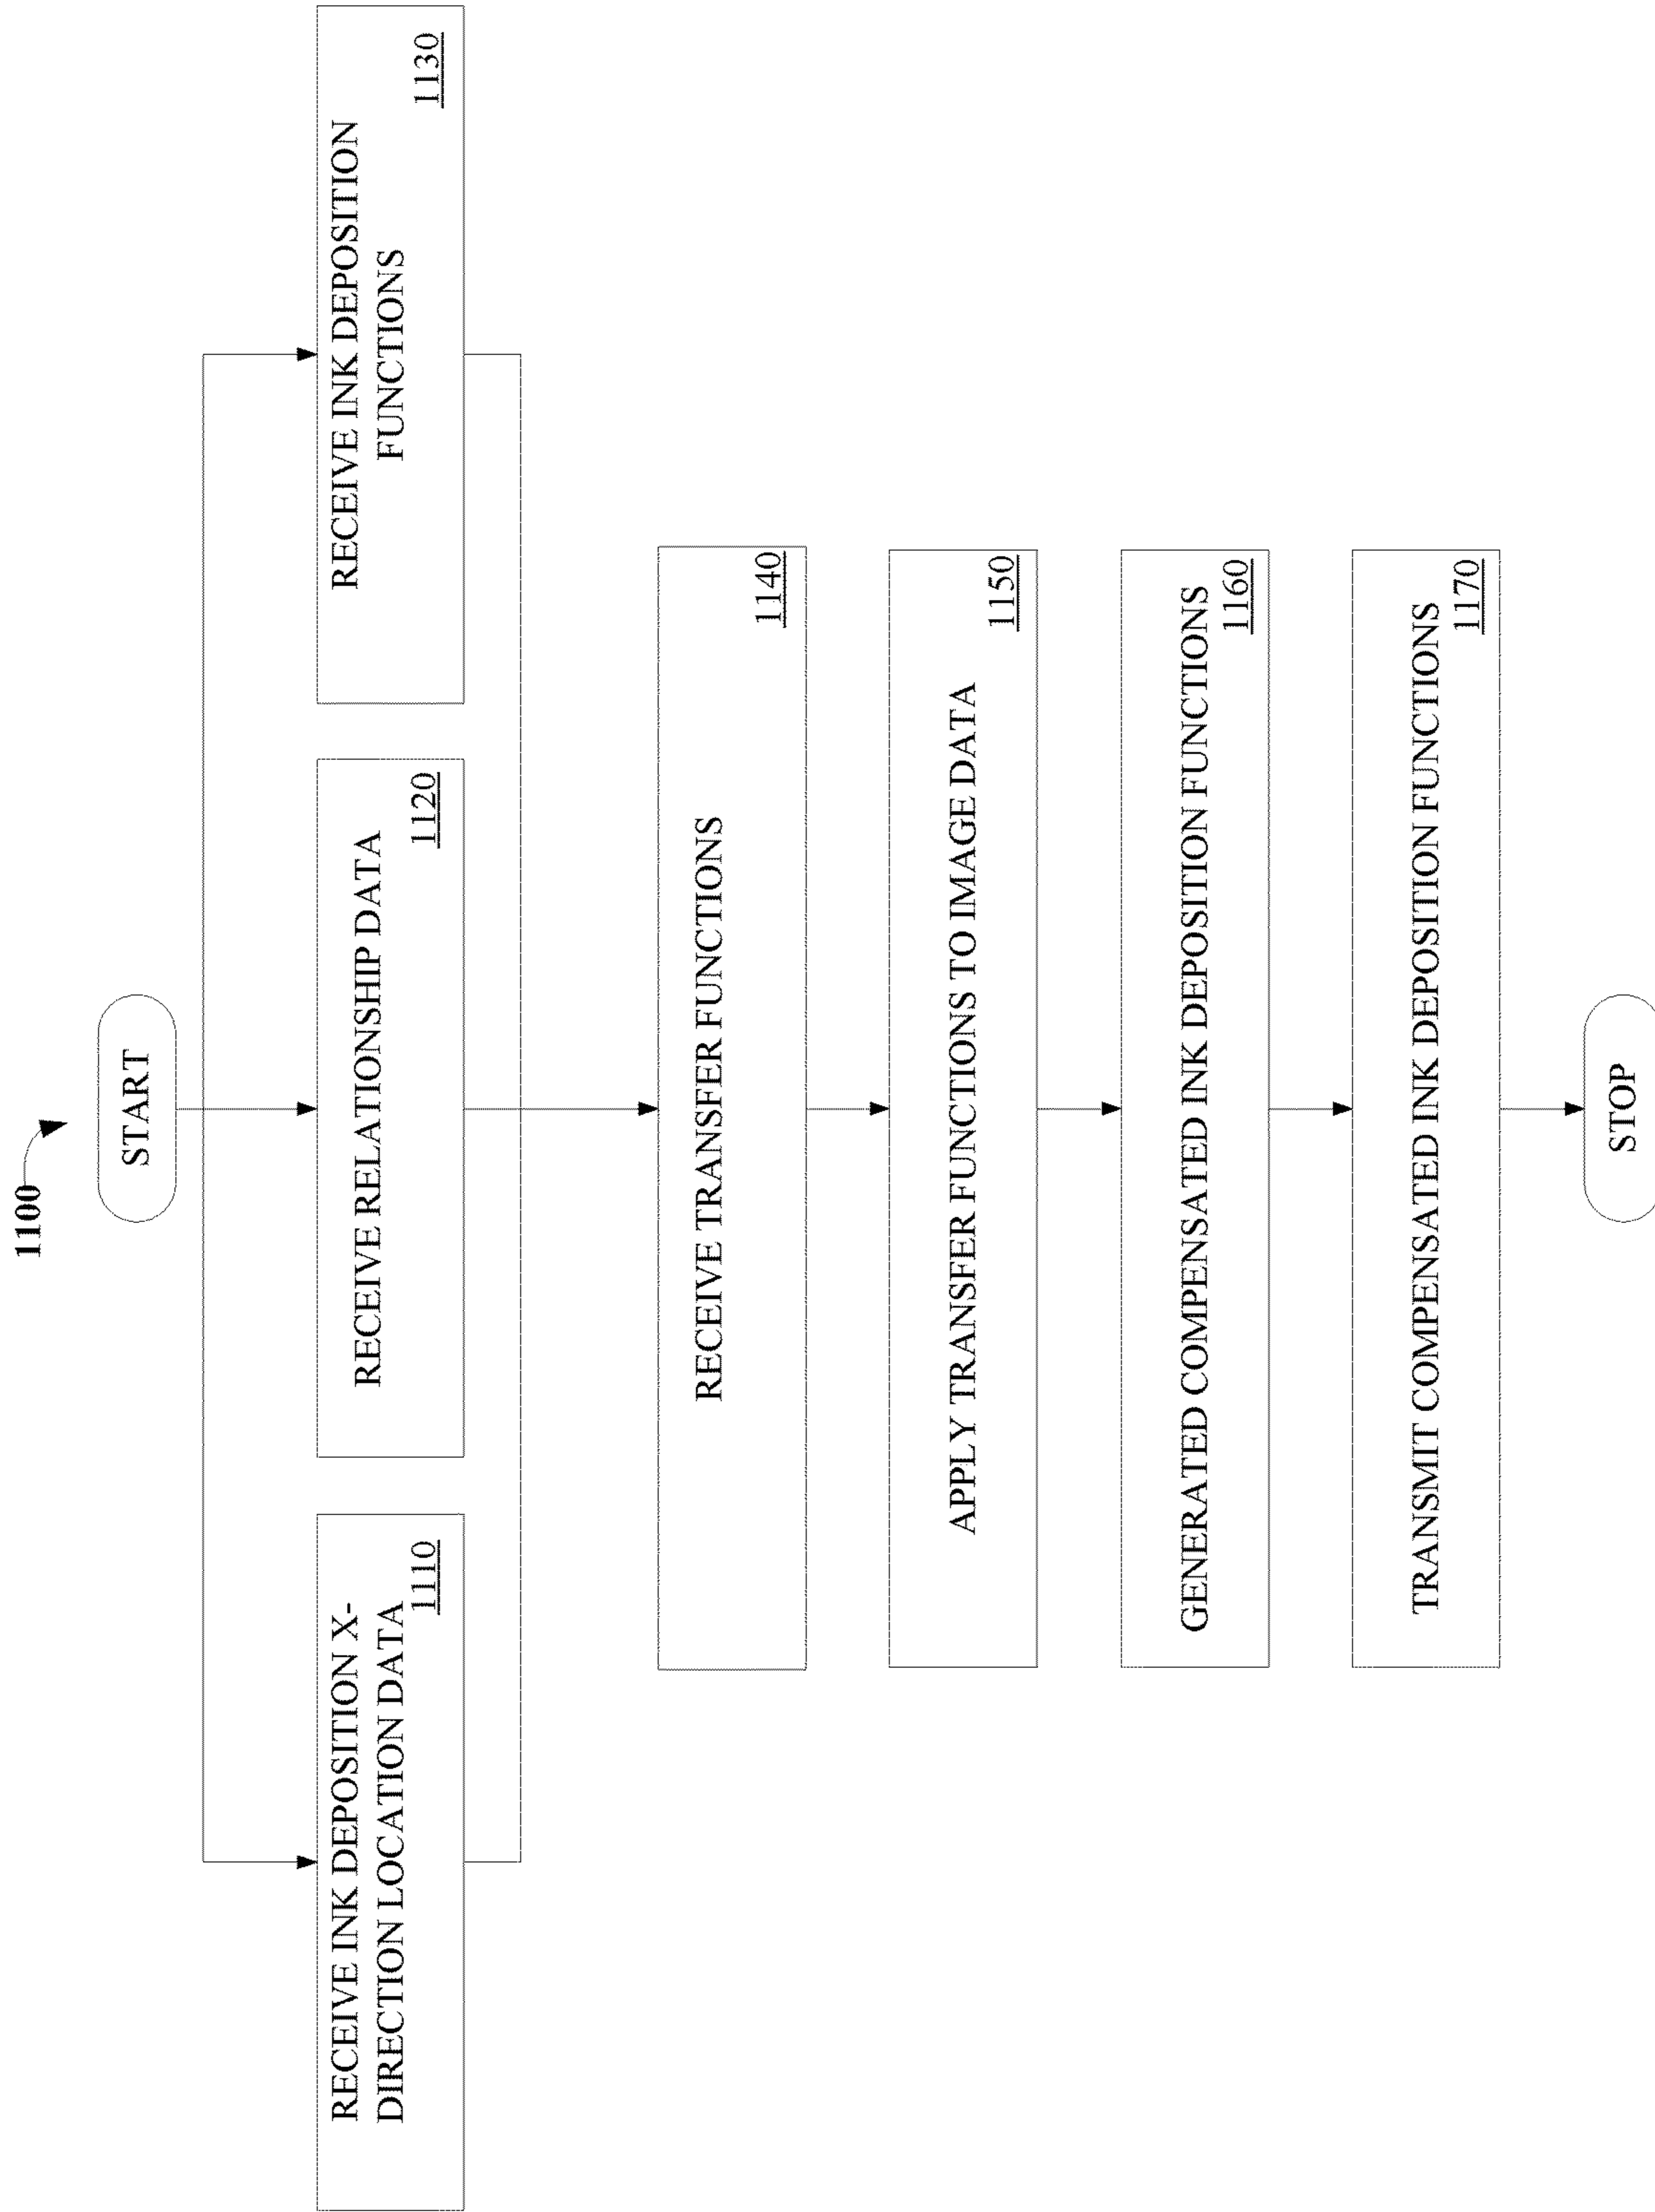 1100
START
RECEIVE INK DEPOSITION X-
DIRECTION LOCATION DATA
1110
RECEIVE RELATIONSHIP DATA
1120
RECEIVE INK DEPOSITION
FUNCTIONS
1130
RECEIVE TRANSFER FUNCTIONS
1140
APPLY TRANSFER FUNCTIONS TO IMAGE DATA
1150
GENERATED COMPENSATED INK DEPOSITION FUNCTIONS
1160
TRANSMIT COMPENSATED INK DEPOSITION FUNCTIONS
1170
STOP